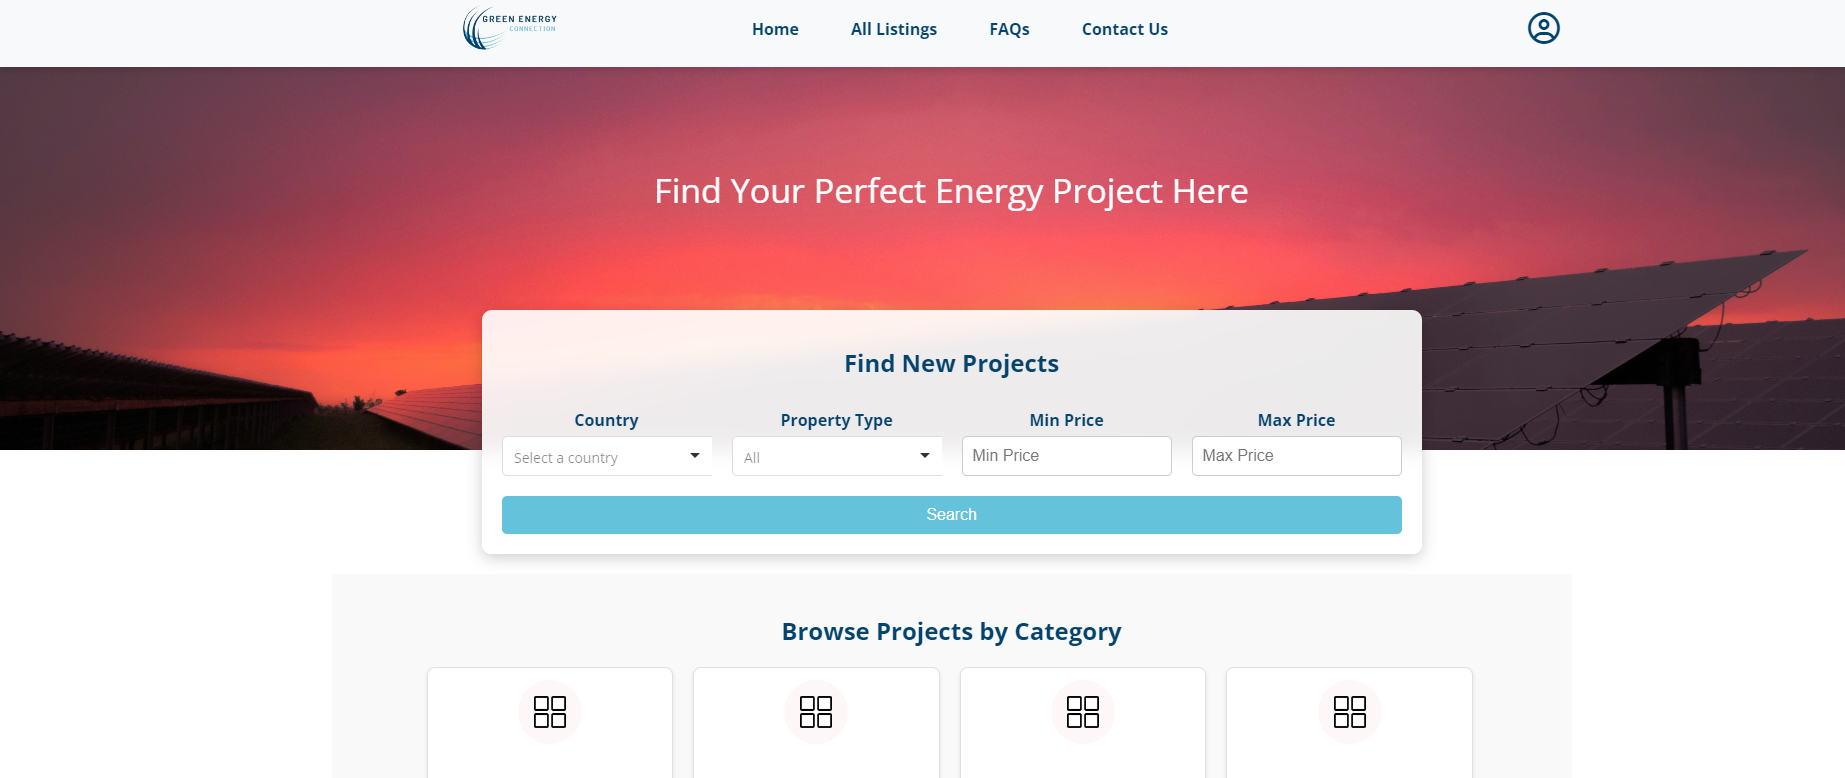 GREEN ENERGY
CONNECTION
Home
All Listings
FAQs
Contact Us
Find Your Perfect Energy Project Here
Find New Projects
Country
Property Type
Min Price
Max Price
Select a country
All
Min Price
Max Price
Search
Browse Projects by Category